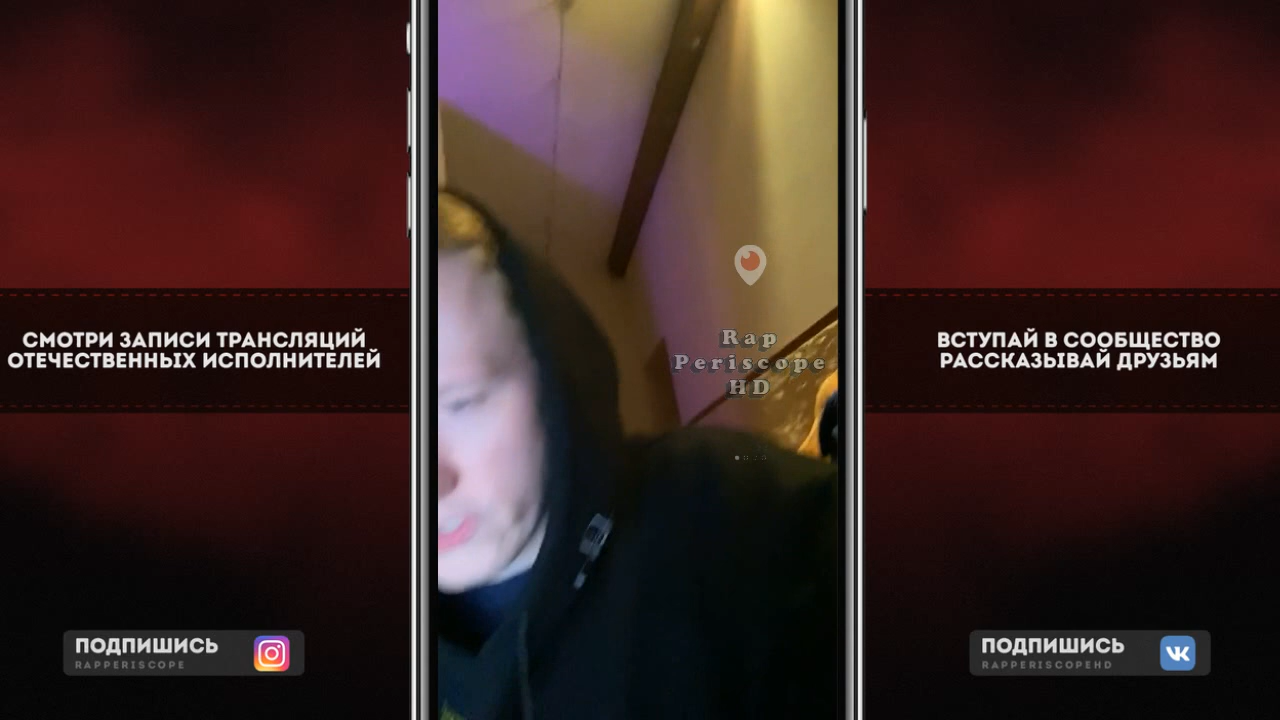 СМОТРИ ЗАПИСИ ТРАНСЛЯЦИЙ
ОТЕЧЕСТВЕННЫХ ИСПОЛНИТЕЛЕЙ
ПОДПИШИСЬ
RAPPERISCOPE
Rap
Periscope
HD
ВСТУПАЙ В СООБЩЕСТВО
РАССКАЗЫВАЙ ДРУЗЬЯМ
ПОДПИШИСЬ
RAPPERISCOPEHD